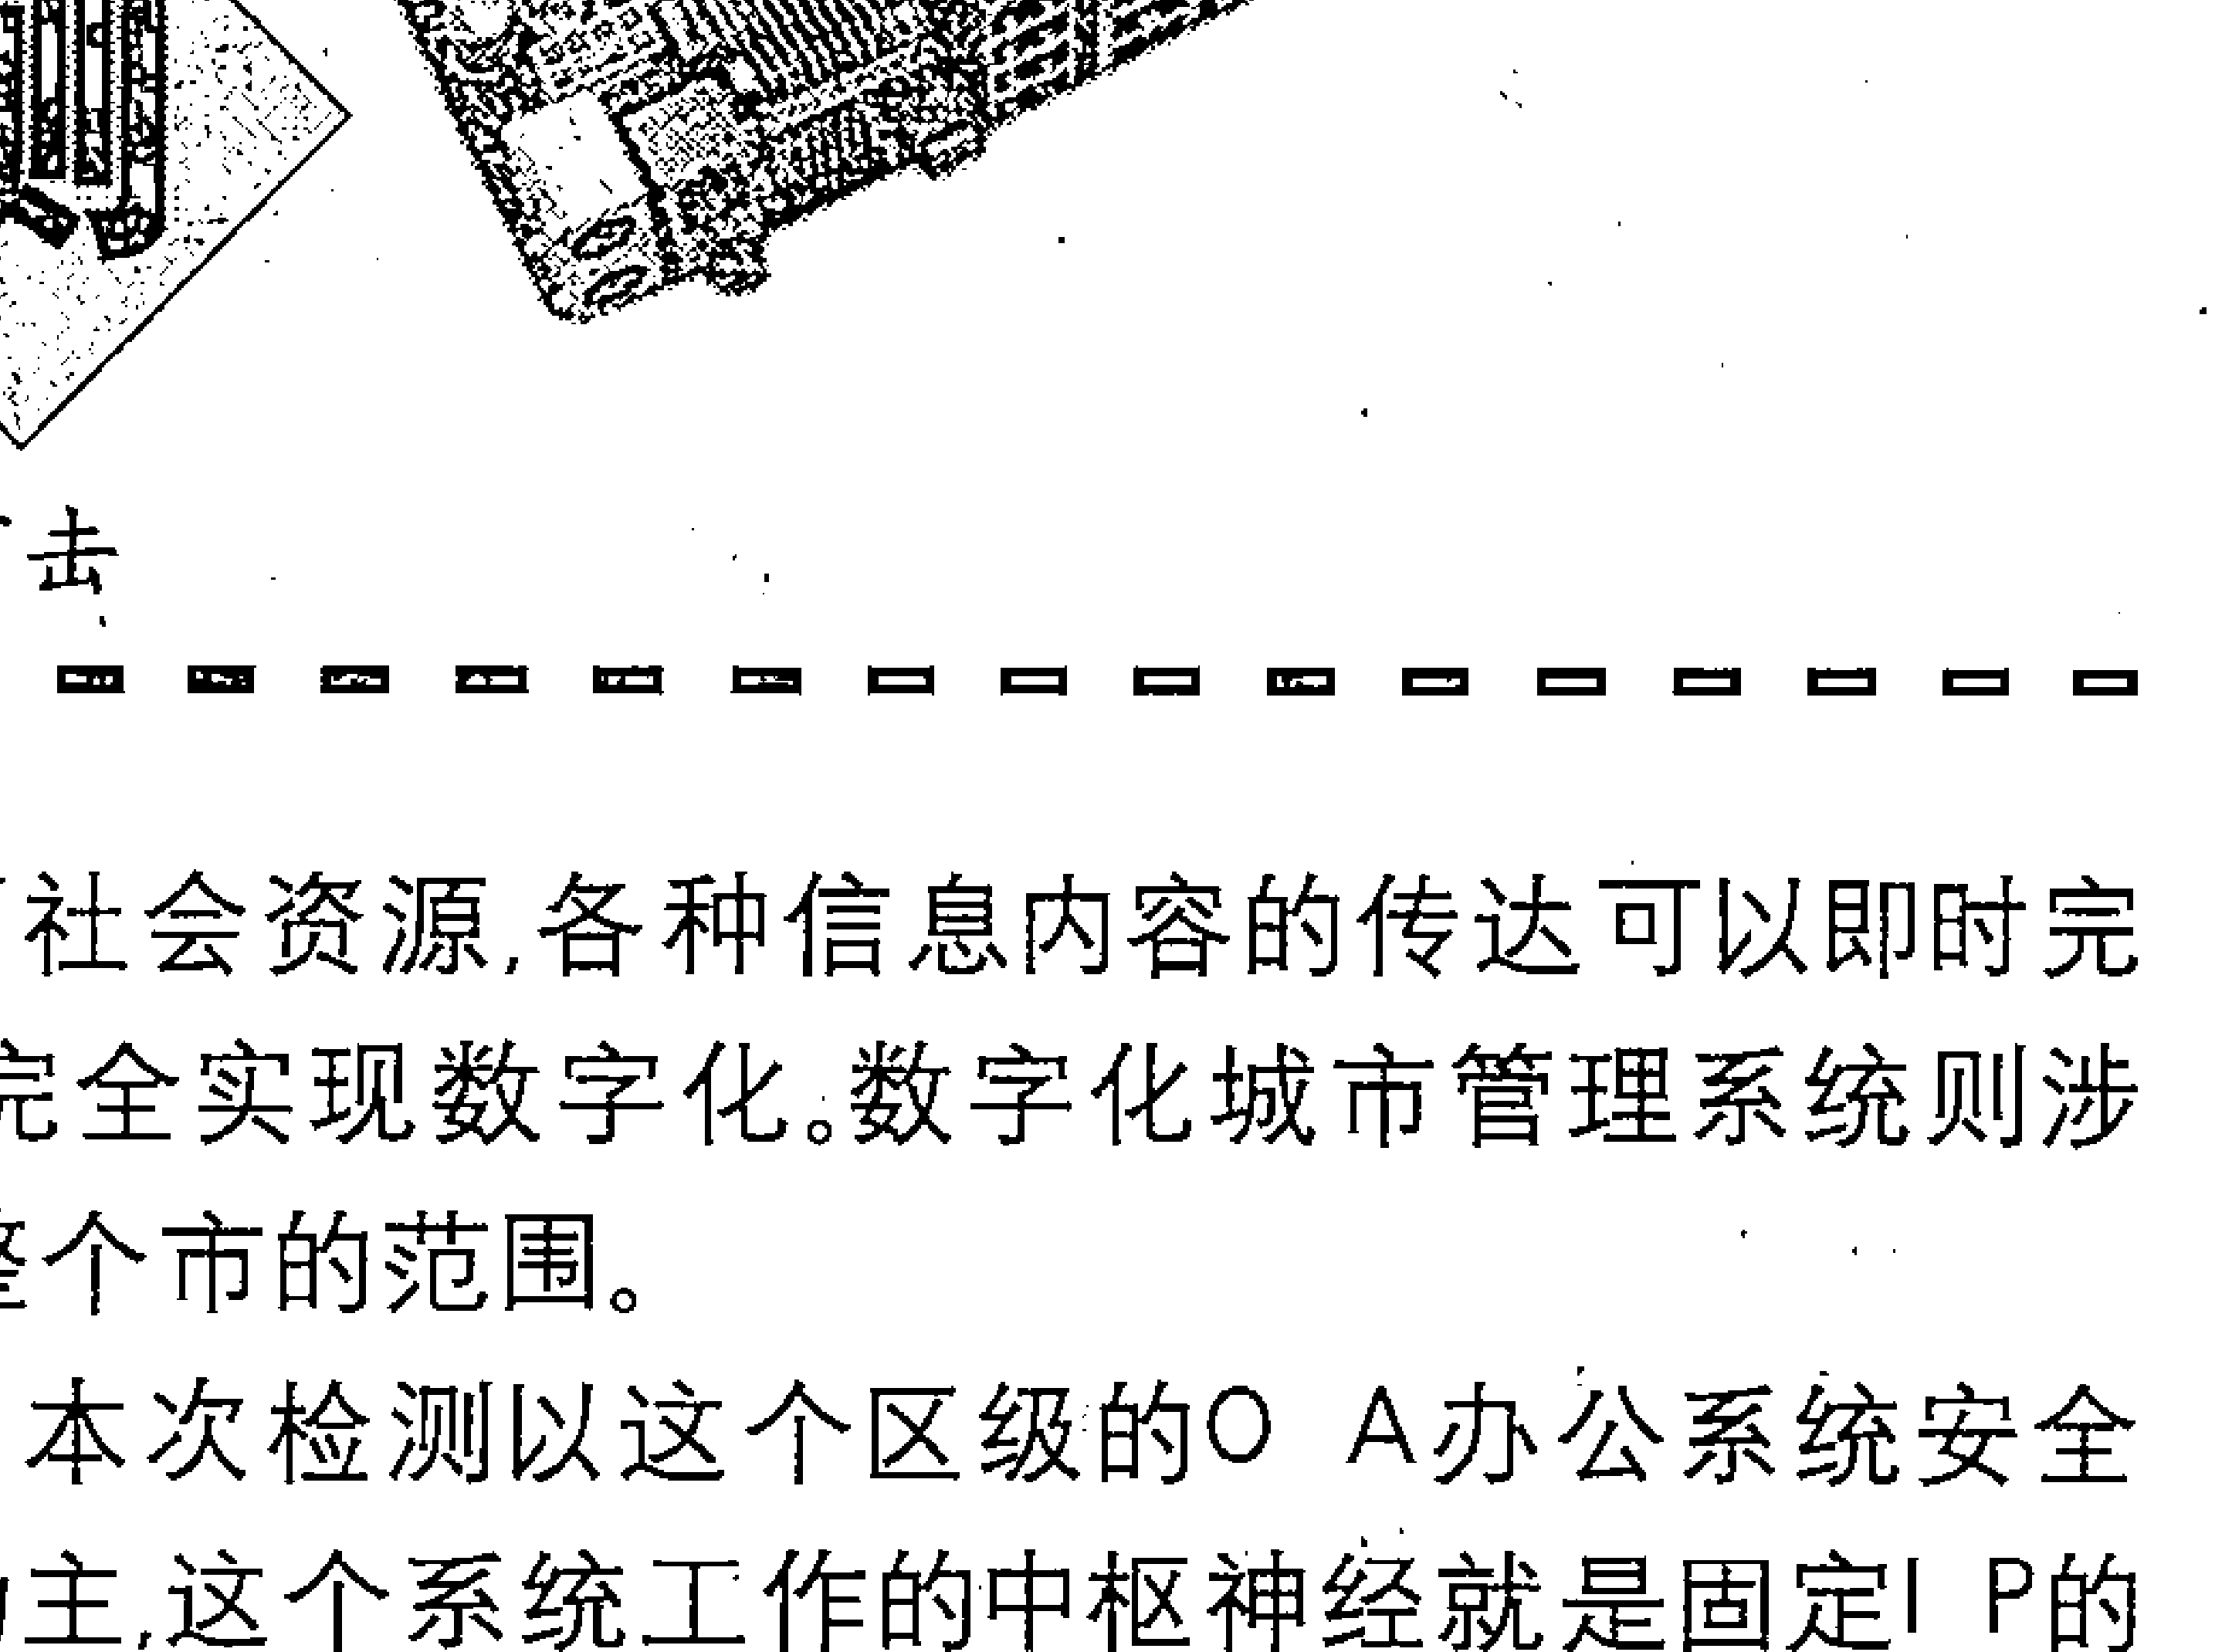 击
社会资源,各种信息内容的传达可以即时完
完全实现数字化。数字化城市管理系统则涉
整个市的范围。
本次检测以这个区级的O A办公系统安全
主,这个系统工作的中枢神经就是固定I P的